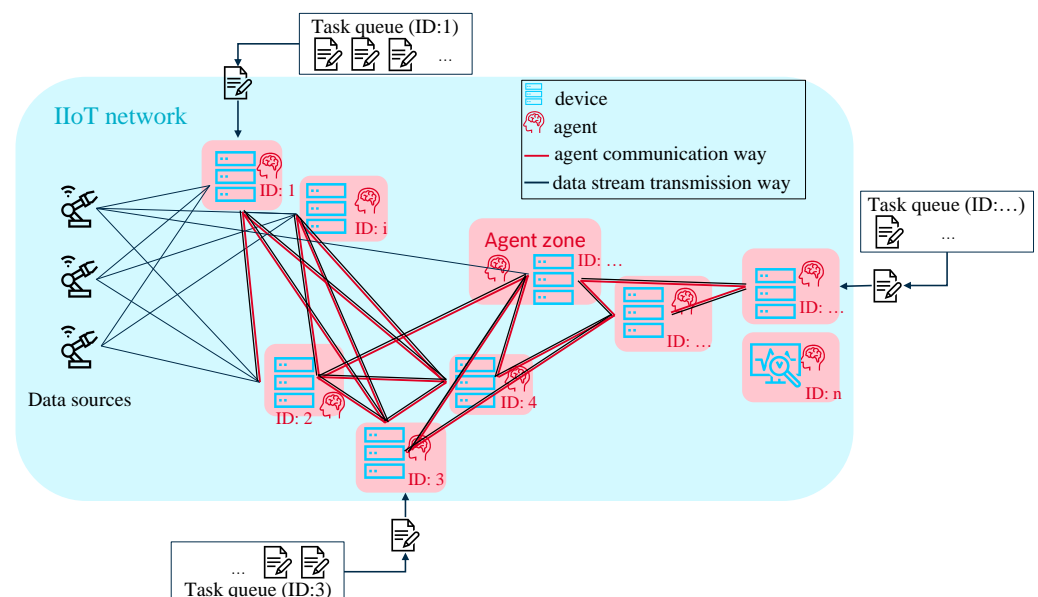 Task queue (ID:1)
...
IIoT network
device
agent
agent communication way
data stream transmission way
ID: 1
ID: i
Task queue (ID:...)
...
Agent zone
ID: ...
ID: ...
ID: ...
ID: n
Data sources
ID: 2
ID: 4
ID: 3
...
Task queue (ID:3)